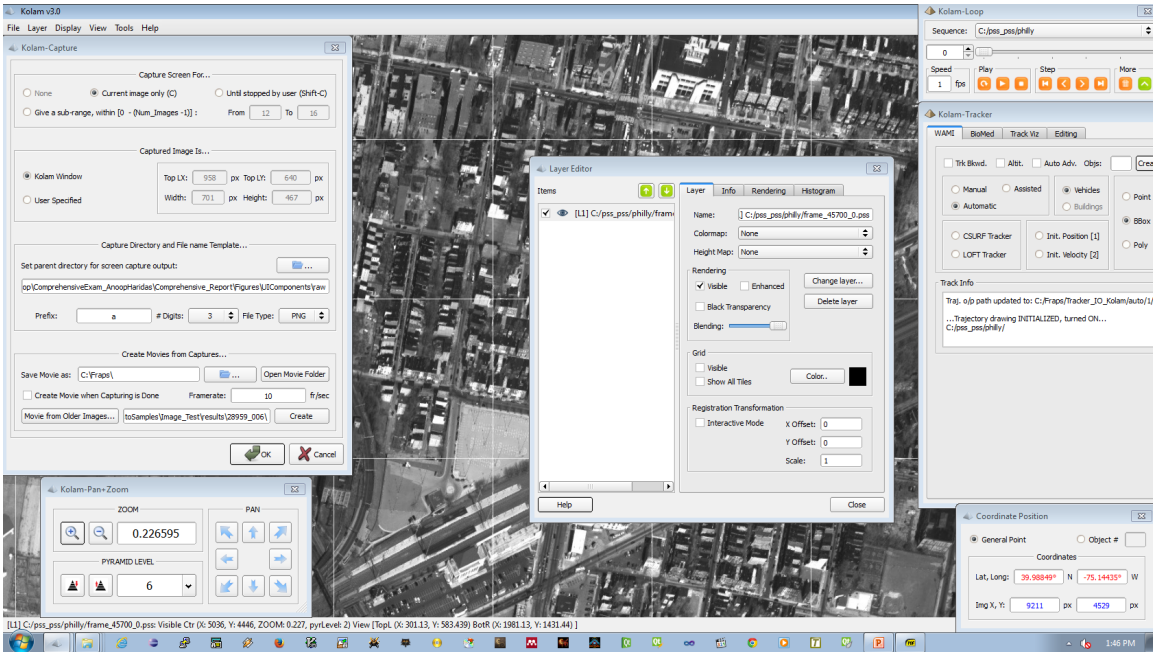 Kolam v3.0
File Layer Display View Tools Help
Kolam-Capture
Capture Screen For...
None Current image only (C) Until stopped by user (Shift-C)
Give a sub-range, within [0 - (Num_Images -1)] : From 12 To 16
Captured Image Is...
Kolam Window Top LX: 958 px Top LY: 640 px
User Specified Width: 701 px Height: 467 px
Capture Directory and File name Template...
Set parent directory for screen capture output: ...
op\ComprehensiveExam_AnoopHaridas\Comprehensive_Report\Figures\UIComponents\raw
Prefix: a # Digits: 3 File Type: PNG
Create Movies from Captures...
Save Movie as: C:\Fraps\ ... Open Movie Folder
Create Movie when Capturing is Done Framerate: 10 fr/sec
Movie from Older Images... toSamples\Image_Test\results\28959_006\ Create
OK Cancel
Kolam-Pan+Zoom
ZOOM PAN
0.226595
PYRAMID LEVEL
6
Layer Editor
Items
[L1] C:/pss_pss/philly/fram
Layer Info Rendering Histogram
Name: ] C:/pss_pss/philly/frame_45700_0.pss
Colormap: None
Height Map: None
Rendering
Visible Enhanced Change layer...
Black Transparency Delete layer
Blending:
Grid
Visible
Show All Tiles Color..
Registration Transformation
Interactive Mode X Offset: 0
Y Offset: 0
Scale: 1
Help Close
Kolam-Loop
Sequence: C:/pss_pss/philly
0
Speed Play Step More
1 fps
Kolam-Tracker
WAMI BioMed Track Viz Editing
Trk Bkwd. Altit. Auto Adv. Objs: Crea
Manual Assisted Vehicles Point
Automatic Buildings BBox
CSURF Tracker Init. Position [1] Poly
LOFT Tracker Init. Velocity [2]
Track Info
Traj. o/p path updated to: C:/Fraps/Tracker_IO_Kolam/auto/1/
...Trajectory drawing INITIALIZED, turned ON...
C:/pss_pss/philly/
Coordinate Position
General Point Object #
Coordinates
Lat, Long: 39.98849° N -75.14435° W
Img X, Y: 9211 px 4529 px
[L1] C:/pss_pss/philly/frame_45700_0.pss: Visible Ctr (X: 5036, Y: 4446, ZOOM: 0.227, pyrLevel: 2) View [TopL (X: 301.13, Y: 583.439) BotR (X: 1981.13, Y: 1431.44) ]
1:46 PM